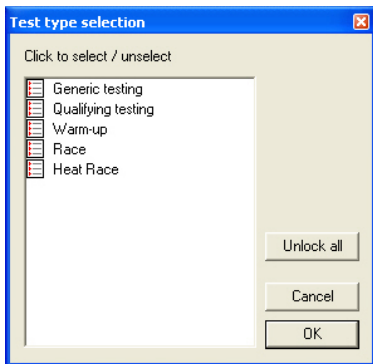 Test type selection
Click to select / unselect
Generic testing
Qualifying testing
Warm-up
Race
Heat Race
Unlock all
Cancel
OK